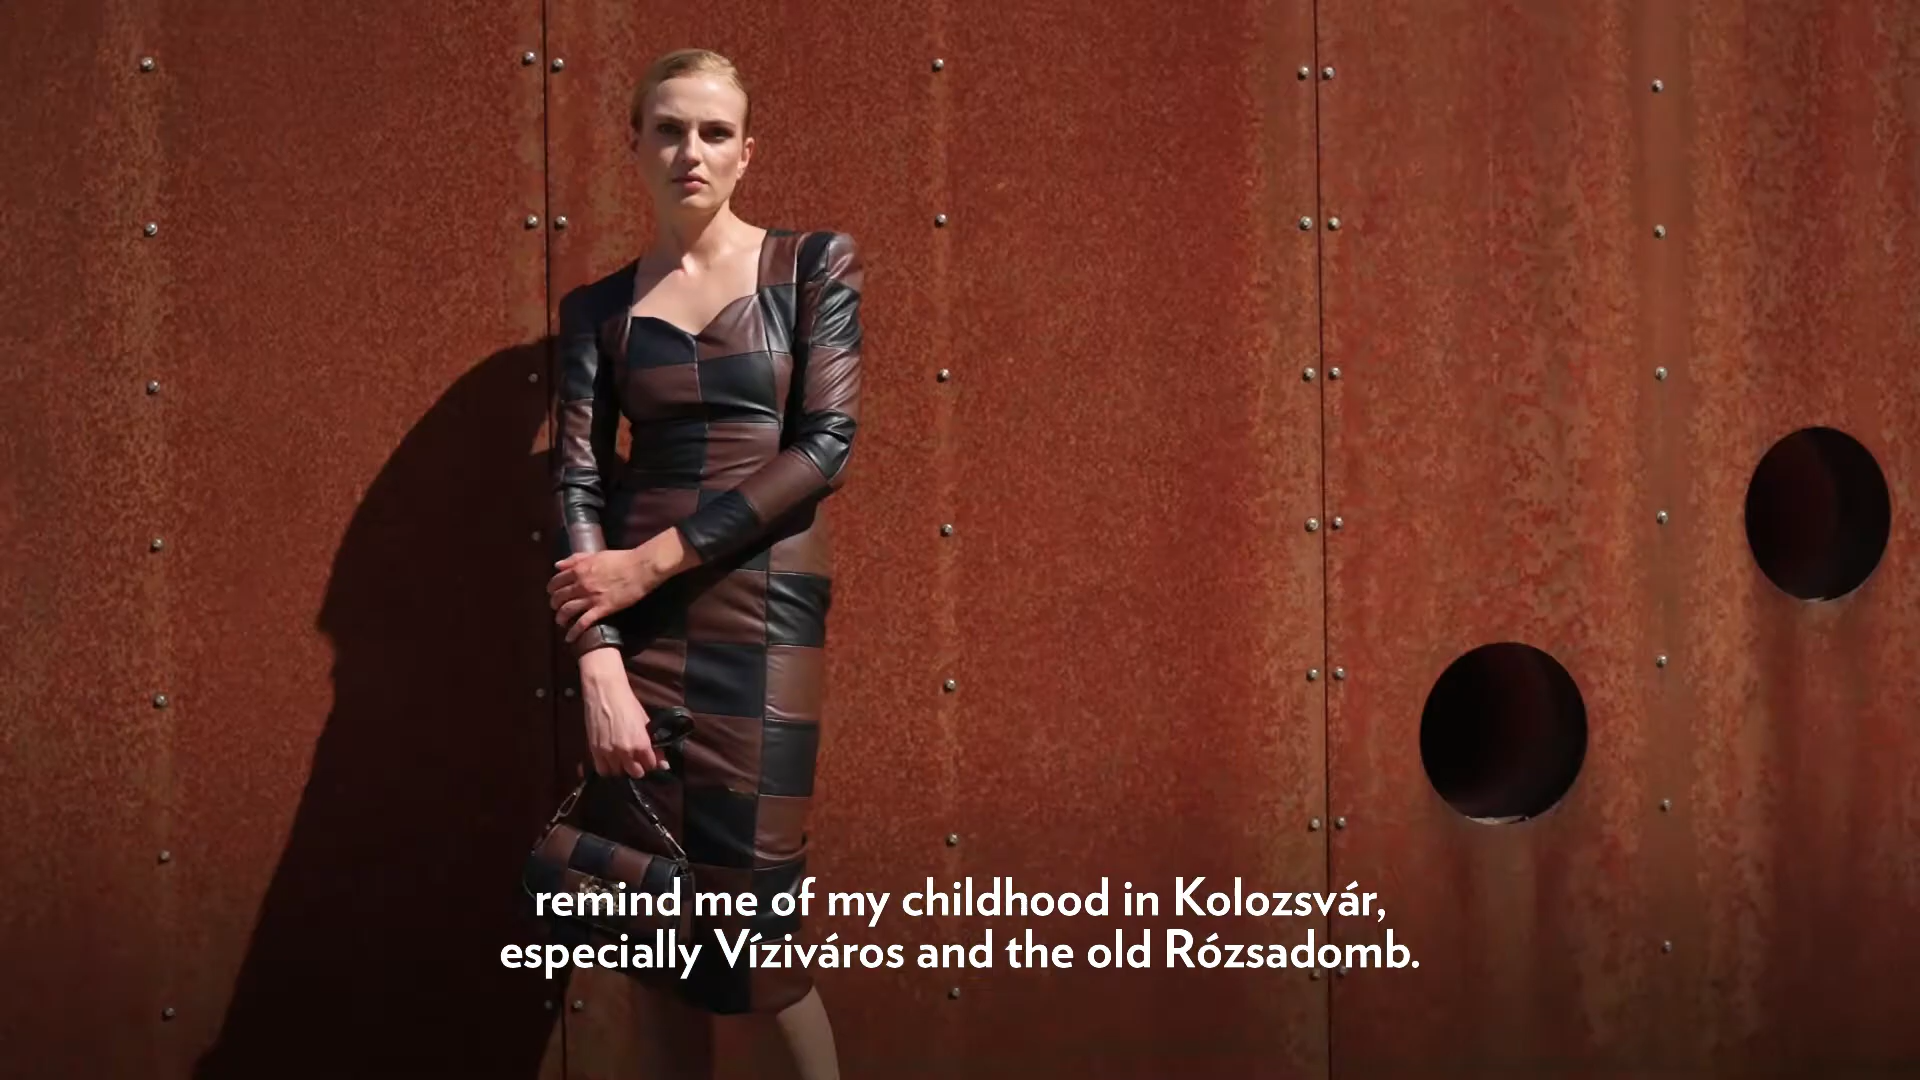 remind me of my childhood in Kolozsvár,
especially Víziváros and the old Rózsadomb.